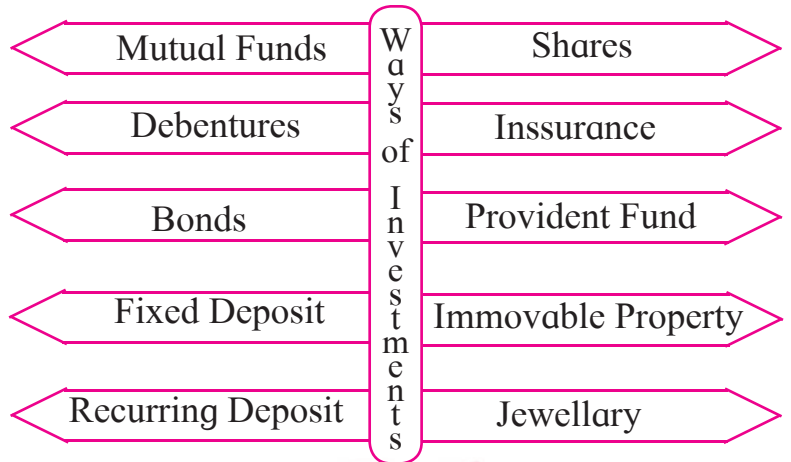 Ways of Investments
Mutual Funds
Shares
Debentures
Inssurance
Bonds
Provident Fund
Fixed Deposit
Immovable Property
Recurring Deposit
Jewellary